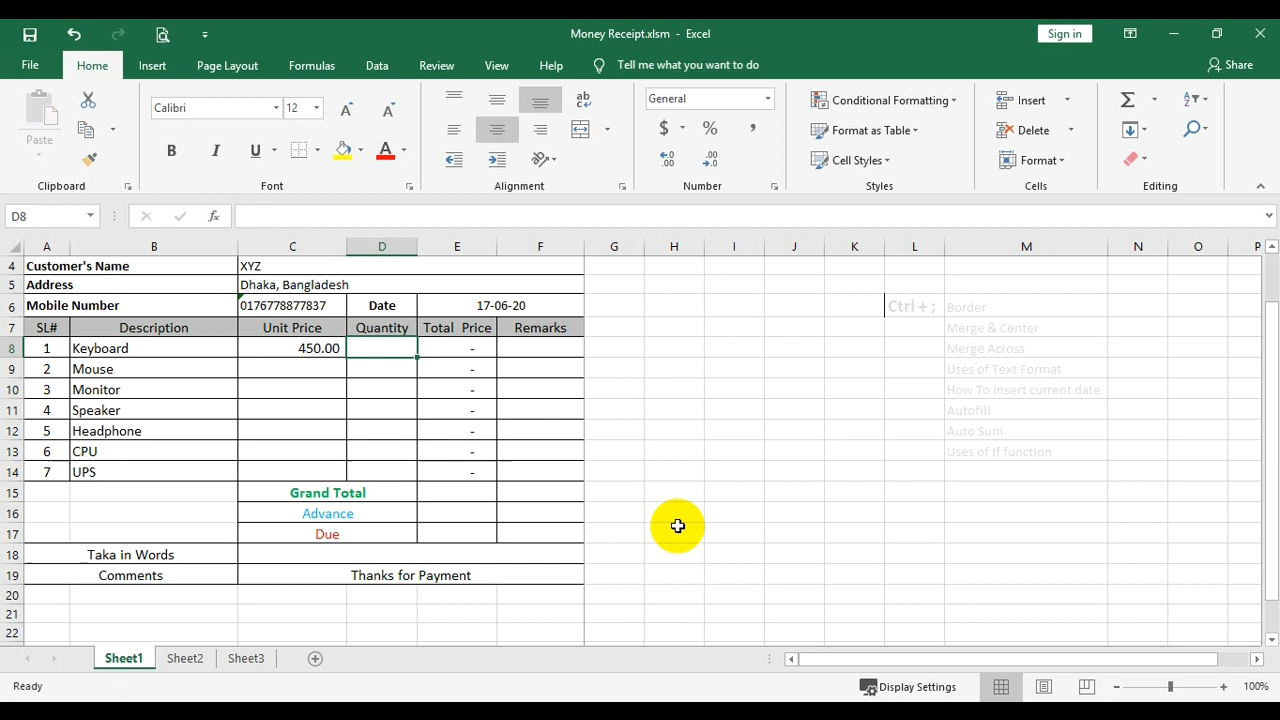 Money Receipt.xlsm - Excel
Sign in
File Home Insert Page Layout Formulas Data Review View Help Tell me what you want to do Share
Paste
Calibri 12
General
Conditional Formatting
Format as Table
Cell Styles
Insert
Delete
Format
Clipboard Font Alignment Number Styles Cells Editing
D8
A B C D E F G H I J K L M N O P
4 Customer's Name XYZ
5 Address Dhaka, Bangladesh
6 Mobile Number 0176778877837 Date 17-06-20 Ctrl + ; Border
7 SL# Description Unit Price Quantity Total Price Remarks Merge & Center
8 1 Keyboard 450.00 - Merge Across
9 2 Mouse - Uses of Text Format
10 3 Monitor - How To insert current date
11 4 Speaker - Autofill
12 5 Headphone - Auto Sum
13 6 CPU - Uses of If function
14 7 UPS -
15 Grand Total
16 Advance
17 Due
18 Taka in Words
19 Comments Thanks for Payment
20
21
22
Sheet1 Sheet2 Sheet3
Ready Display Settings 100%